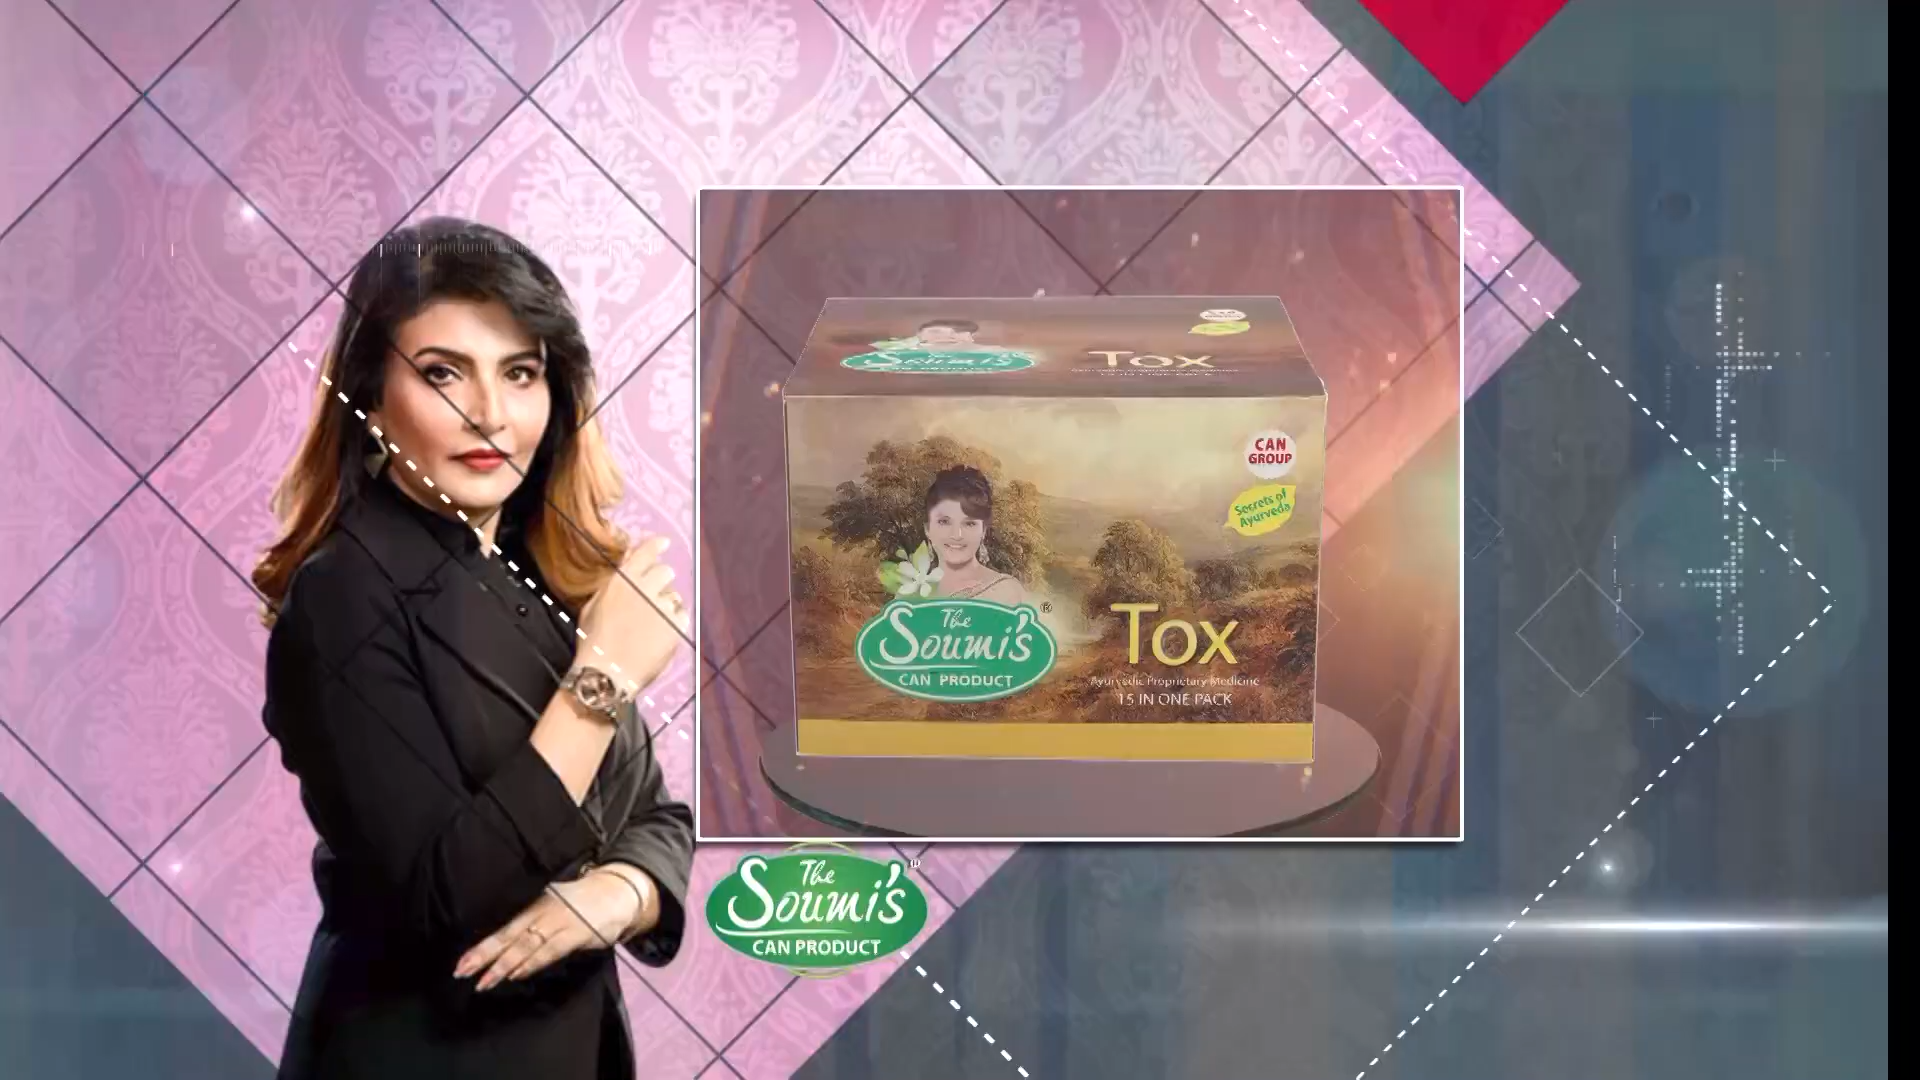 The
Soumi's
CAN PRODUCT
Tox
CAN
GROUP
Secrets of
Ayurveda
The
Soumi's®
CAN PRODUCT
Tox
Ayurvedic Proprietary Medicine
15 IN ONE PACK
The
Soumi's®
CAN PRODUCT